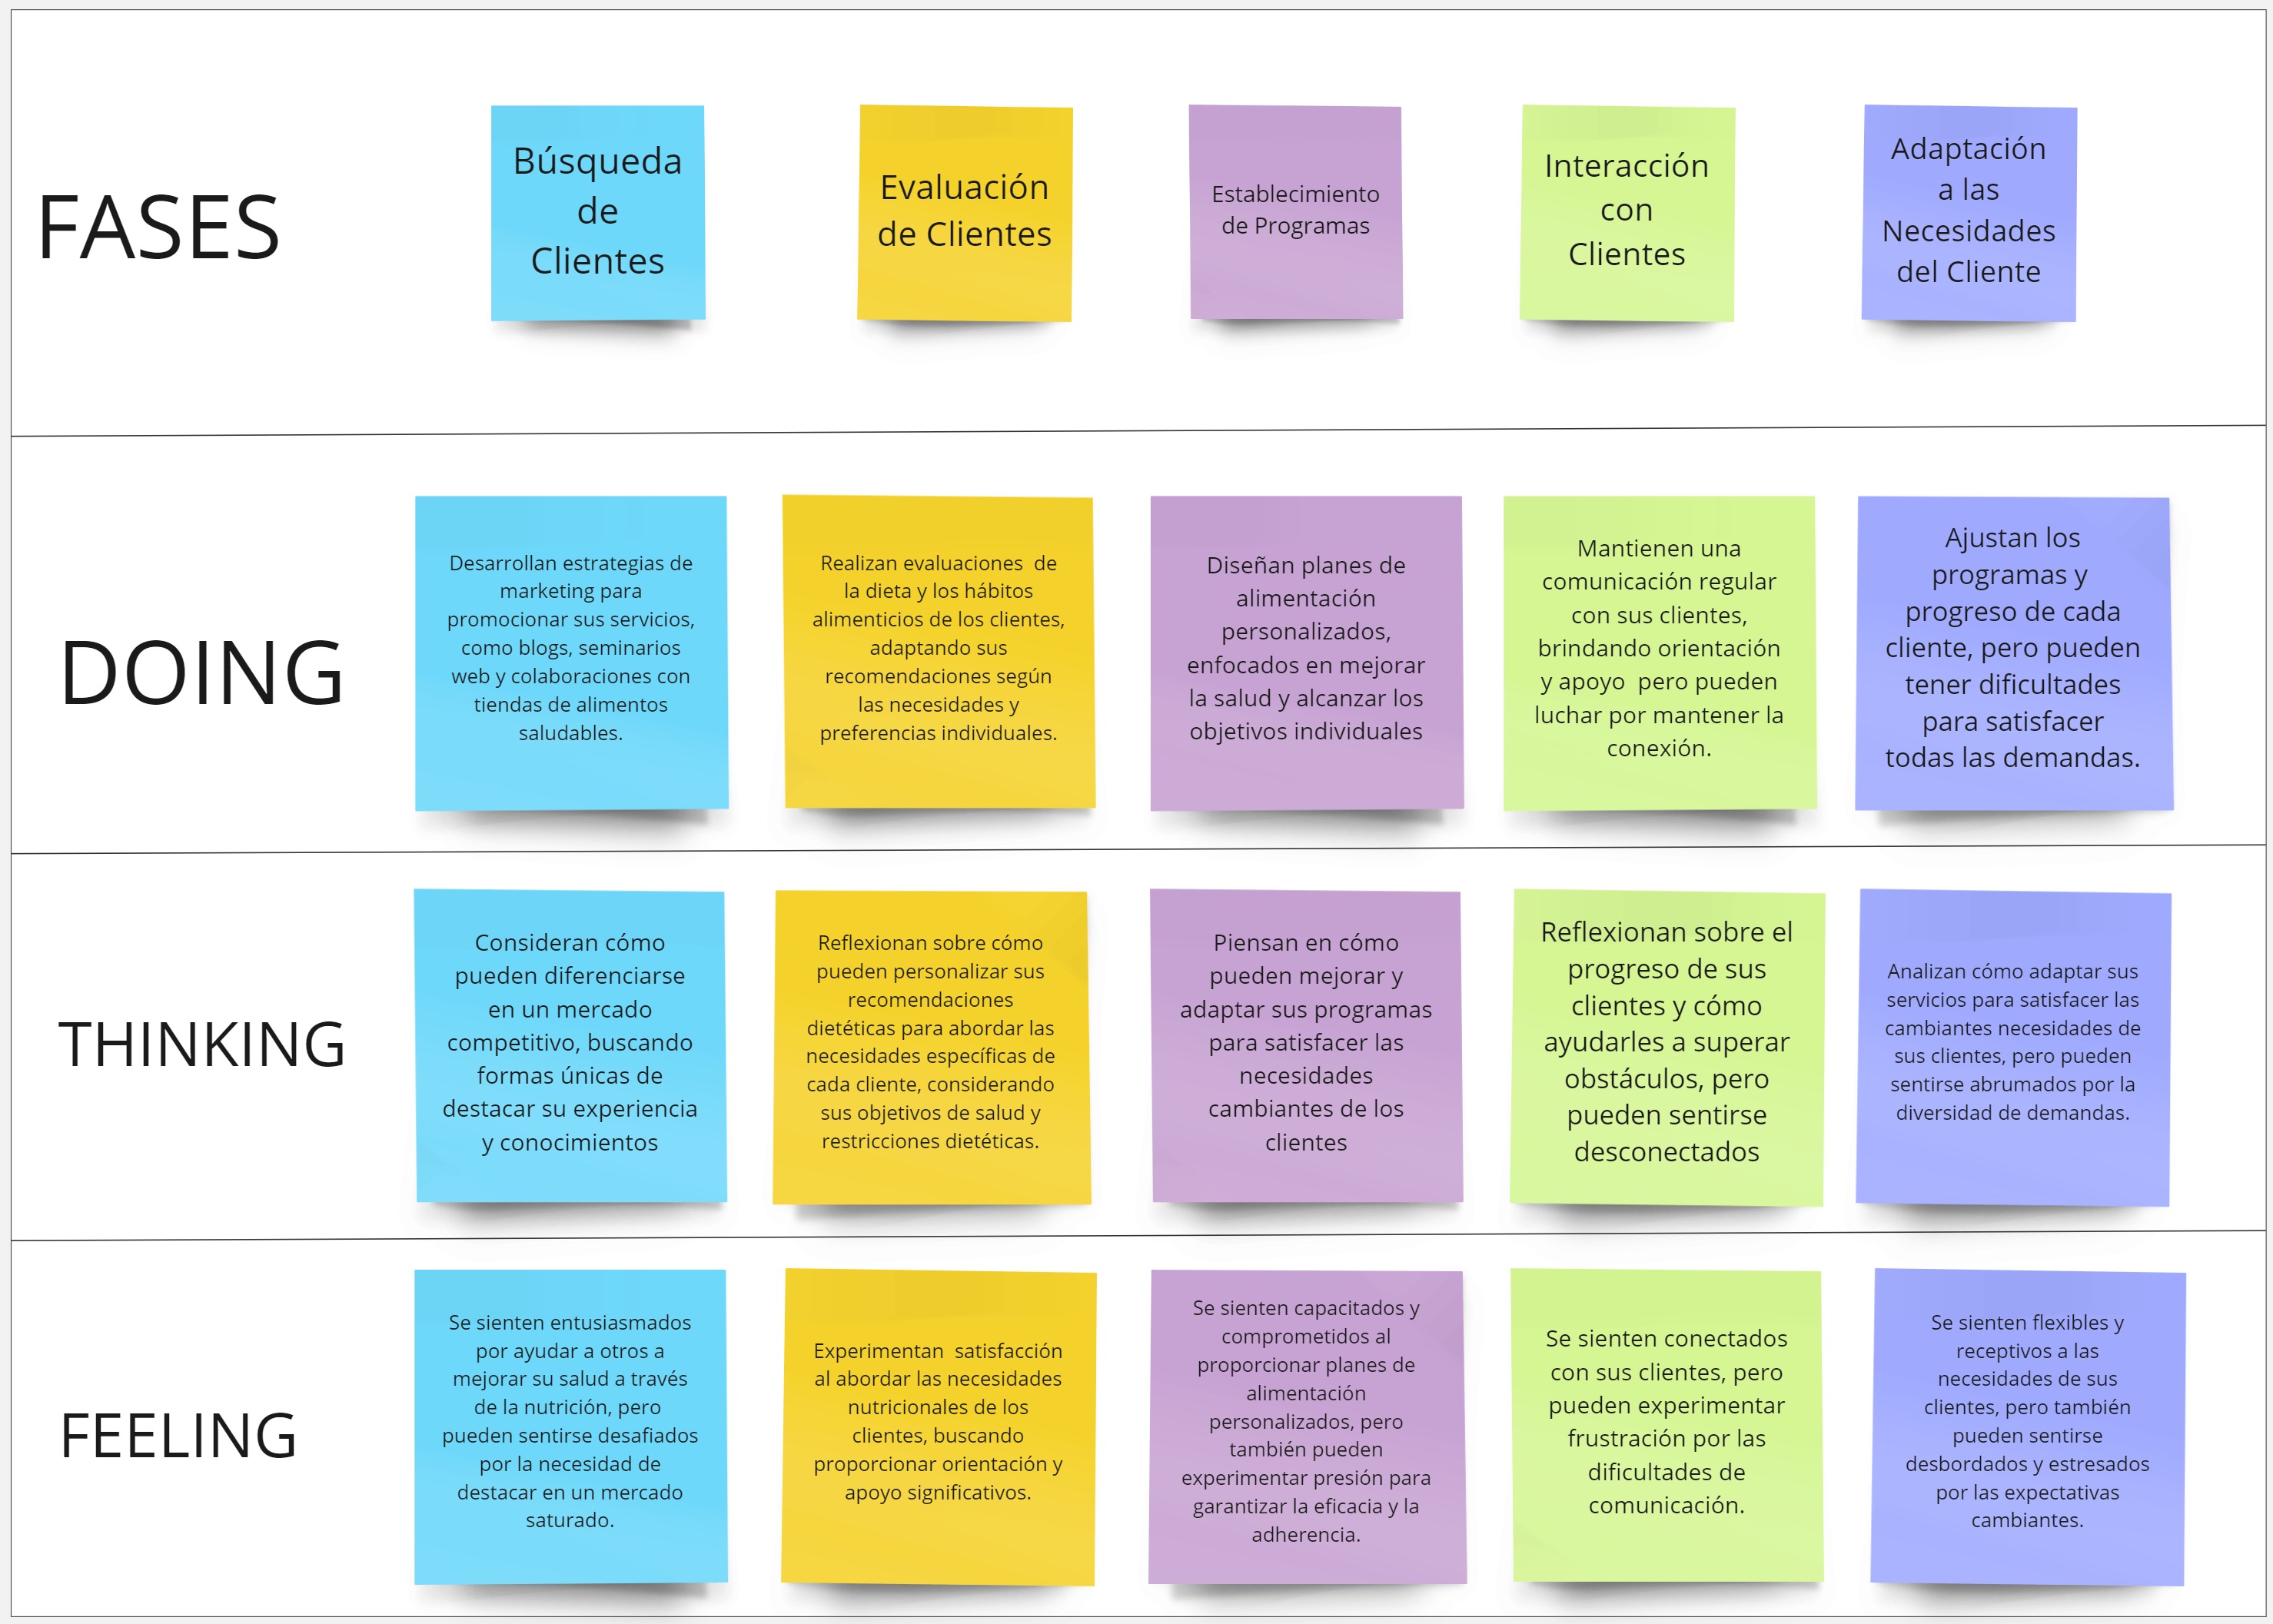 FASES
Búsqueda
de
Clientes
Evaluación
de Clientes
Establecimiento
de Programas
Interacción
con
Clientes
Adaptación
a las
Necesidades
del Cliente
DOING
Desarrollan estrategias de
marketing para
promocionar sus servicios,
como blogs, seminarios
web y colaboraciones con
tiendas de alimentos
saludables.
Realizan evaluaciones  de
la dieta y los hábitos
alimenticios de los clientes,
adaptando sus
recomendaciones según
las necesidades y
preferencias individuales.
Diseñan planes de
alimentación
personalizados,
enfocados en mejorar
la salud y alcanzar los
objetivos individuales
Mantienen una
comunicación regular
con sus clientes,
brindando orientación
y apoyo  pero pueden
luchar por mantener la
conexión.
Ajustan los
programas y
progreso de cada
cliente, pero pueden
tener dificultades
para satisfacer
todas las demandas.
THINKING
Consideran cómo
pueden diferenciarse
en un mercado
competitivo, buscando
formas únicas de
destacar su experiencia
y conocimientos
Reflexionan sobre cómo
pueden personalizar sus
recomendaciones
dietéticas para abordar las
necesidades específicas de
cada cliente, considerando
sus objetivos de salud y
restricciones dietéticas.
Piensan en cómo
pueden mejorar y
adaptar sus programas
para satisfacer las
necesidades
cambiantes de los
clientes
Reflexionan sobre el
progreso de sus
clientes y cómo
ayudarles a superar
obstáculos, pero
pueden sentirse
desconectados
Analizan cómo adaptar sus
servicios para satisfacer las
cambiantes necesidades de
sus clientes, pero pueden
sentirse abrumados por la
diversidad de demandas.
FEELING
Se sienten entusiasmados
por ayudar a otros a
mejorar su salud a través
de la nutrición, pero
pueden sentirse desafiados
por la necesidad de
destacar en un mercado
saturado.
Experimentan  satisfacción
al abordar las necesidades
nutricionales de los
clientes, buscando
proporcionar orientación y
apoyo significativos.
Se sienten capacitados y
comprometidos al
proporcionar planes de
alimentación
personalizados, pero
también pueden
experimentar presión para
garantizar la eficacia y la
adherencia.
Se sienten conectados
con sus clientes, pero
pueden experimentar
frustración por las
dificultades de
comunicación.
Se sienten flexibles y
receptivos a las
necesidades de sus
clientes, pero también
pueden sentirse
desbordados y estresados
por las expectativas
cambiantes.